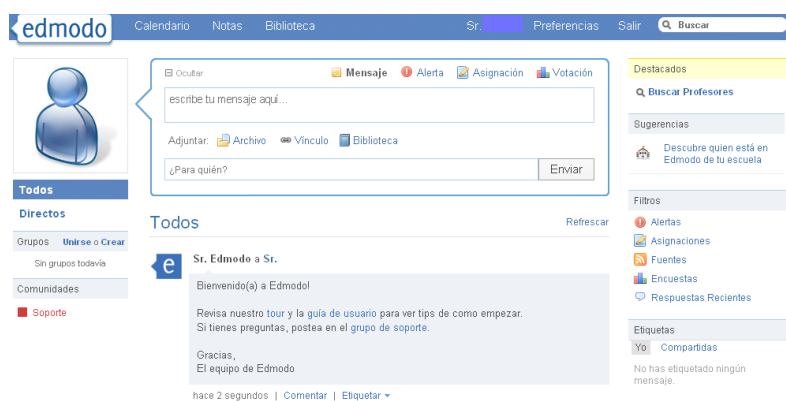 edmodo Calendario Notas Biblioteca Sr. Preferencias Salir Buscar
Ocultar Mensaje Alerta Asignación Votación
escribe tu mensaje aquí...
Adjuntar: Archivo Vínculo Biblioteca
¿Para quién? Enviar
Todos
Directos
Grupos Unirse o Crear
Sin grupos todavía
Comunidades
Soporte
Todos Refrescar
e
Sr. Edmodo a Sr.
Bienvenido(a) a Edmodo!
Revisa nuestro tour y la guía de usuario para ver tips de como empezar.
Si tienes preguntas, postea en el grupo de soporte.
Gracias,
El equipo de Edmodo
hace 2 segundos | Comentar | Etiquetar
Destacados
Buscar Profesores
Sugerencias
Descubre quien está en
Edmodo de tu escuela
Filtros
Alertas
Asignaciones
Fuentes
Encuestas
Respuestas Recientes
Etiquetas
Yo Compartidas
No has etiquetado ningún
mensaje.